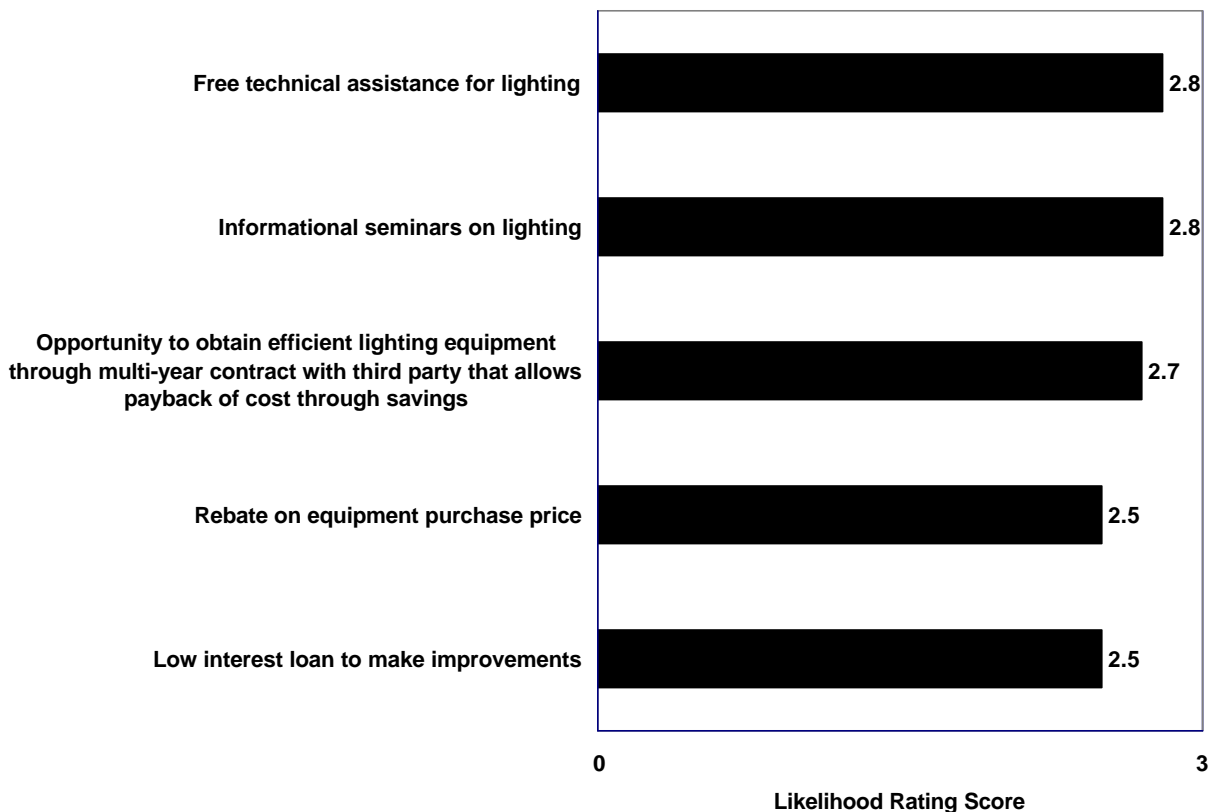 Free technical assistance for lighting
2.8
Informational seminars on lighting
2.8
Opportunity to obtain efficient lighting equipment
through multi-year contract with third party that allows
payback of cost through savings
2.7
Rebate on equipment purchase price
2.5
Low interest loan to make improvements
2.5
0
3
Likelihood Rating Score